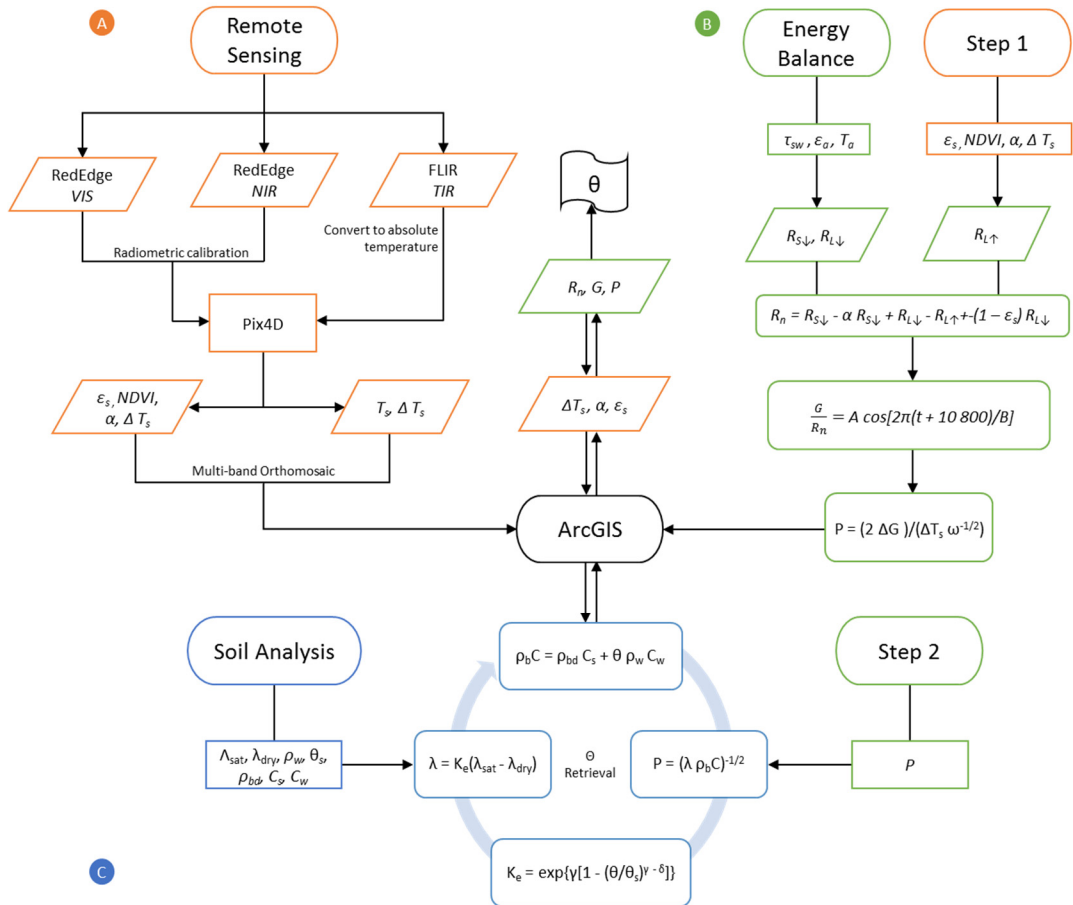 A
Remote
Sensing
RedEdge
VIS
RedEdge
NIR
FLIR
TIR
Radiometric calibration
Convert to absolute
temperature
Pix4D
εs, NDVI,
α, Δ Ts
Ts, Δ Ts
Multi-band Orthomosaic
θ
Rn, G, P
ΔTs, α, εs
ArcGIS
B
Energy
Balance
Step 1
τsw , εa, Ta
εs, NDVI, α, Δ Ts
RS↓, RL↓
RL↑
Rn = RS↓ - α RS↓ + RL↓ - RL↑+-(1 – εs) RL↓
G/Rn = A cos[2π(t + 10 800)/B]
P = (2 ΔG )/(ΔTs ω-1/2)
Soil Analysis
Step 2
ρbC = ρbd Cs + θ ρw Cw
Λsat, λdry, ρw, θs,
ρbd, Cs, Cw
λ = Ke(λsat - λdry)
Θ
Retrieval
P = (λ ρbC)-1/2
P
Ke = exp{γ[1 - (θ/θs)γ - δ]}
C